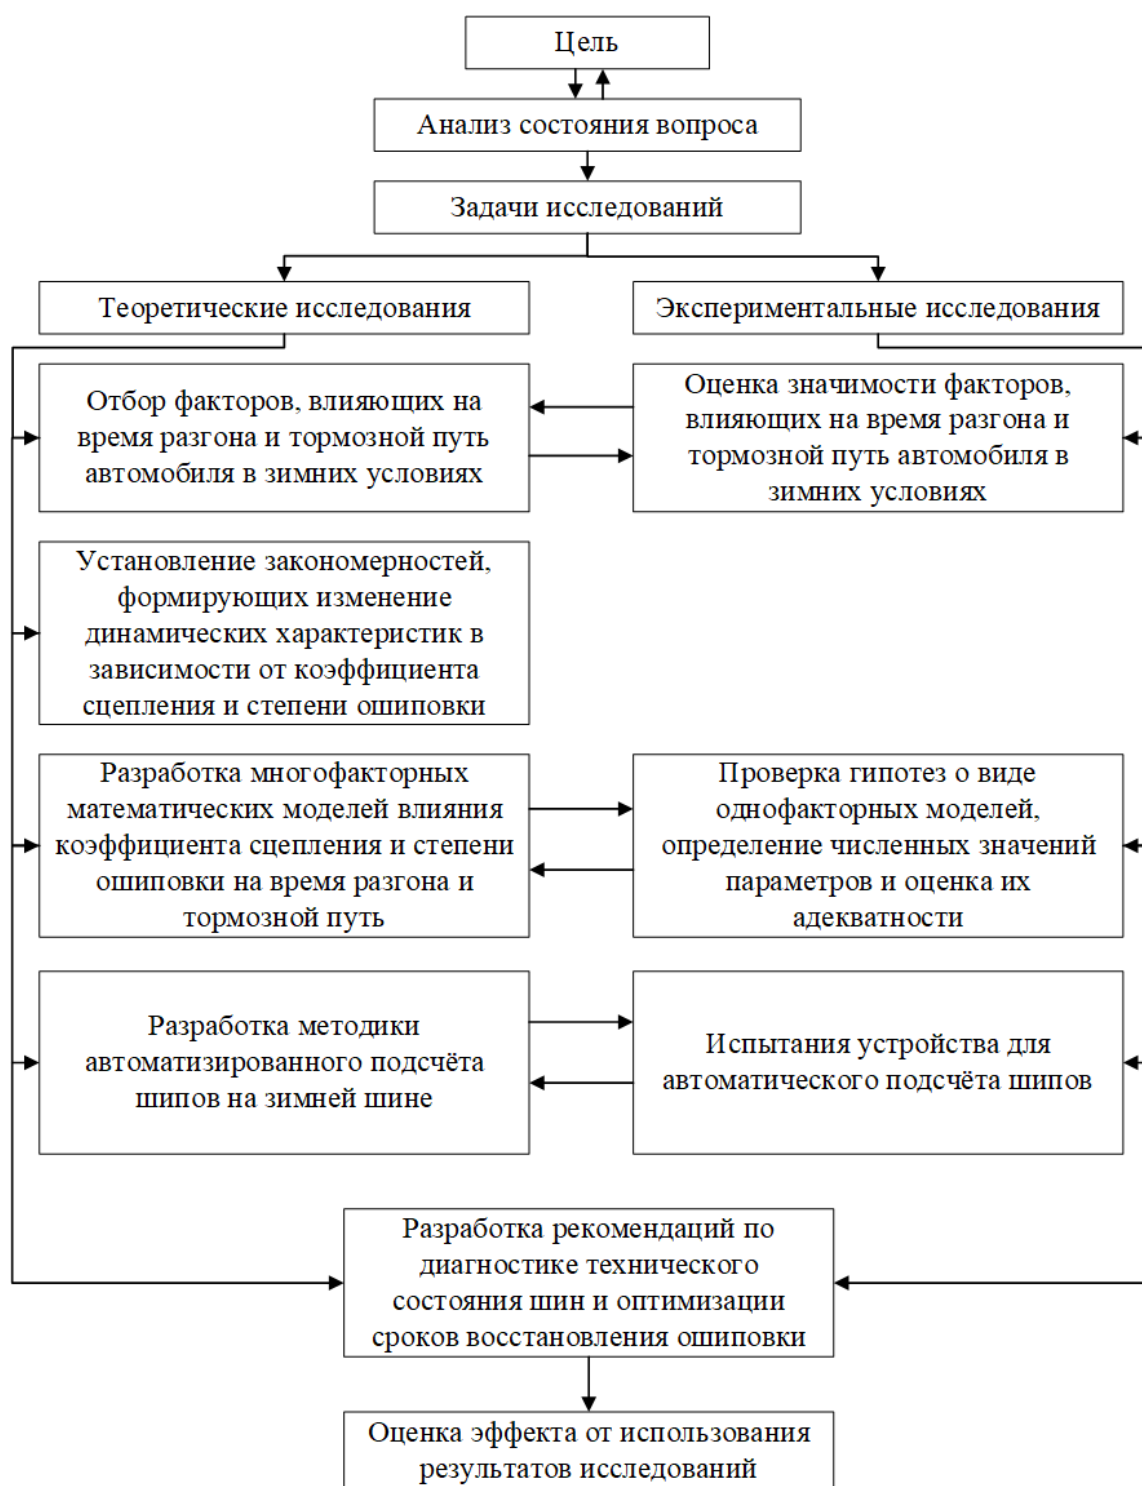 Цель
Анализ состояния вопроса
Задачи исследований
Теоретические исследования
Экспериментальные исследования
Отбор факторов, влияющих на
время разгона и тормозной путь
автомобиля в зимних условиях
Оценка значимости факторов,
влияющих на время разгона и
тормозной путь автомобиля в
зимних условиях
Установление закономерностей,
формирующих изменение
динамических характеристик в
зависимости от коэффициента
сцепления и степени ошиповки
Разработка многофакторных
математических моделей влияния
коэффициента сцепления и степени
ошиповки на время разгона и
тормозной путь
Проверка гипотез о виде
однофакторных моделей,
определение численных значений
параметров и оценка их
адекватности
Разработка методики
автоматизированного подсчёта
шипов на зимней шине
Испытания устройства для
автоматического подсчёта шипов
Разработка рекомендаций по
диагностике технического
состояния шин и оптимизации
сроков восстановления ошиповки
Оценка эффекта от использования
результатов исследований